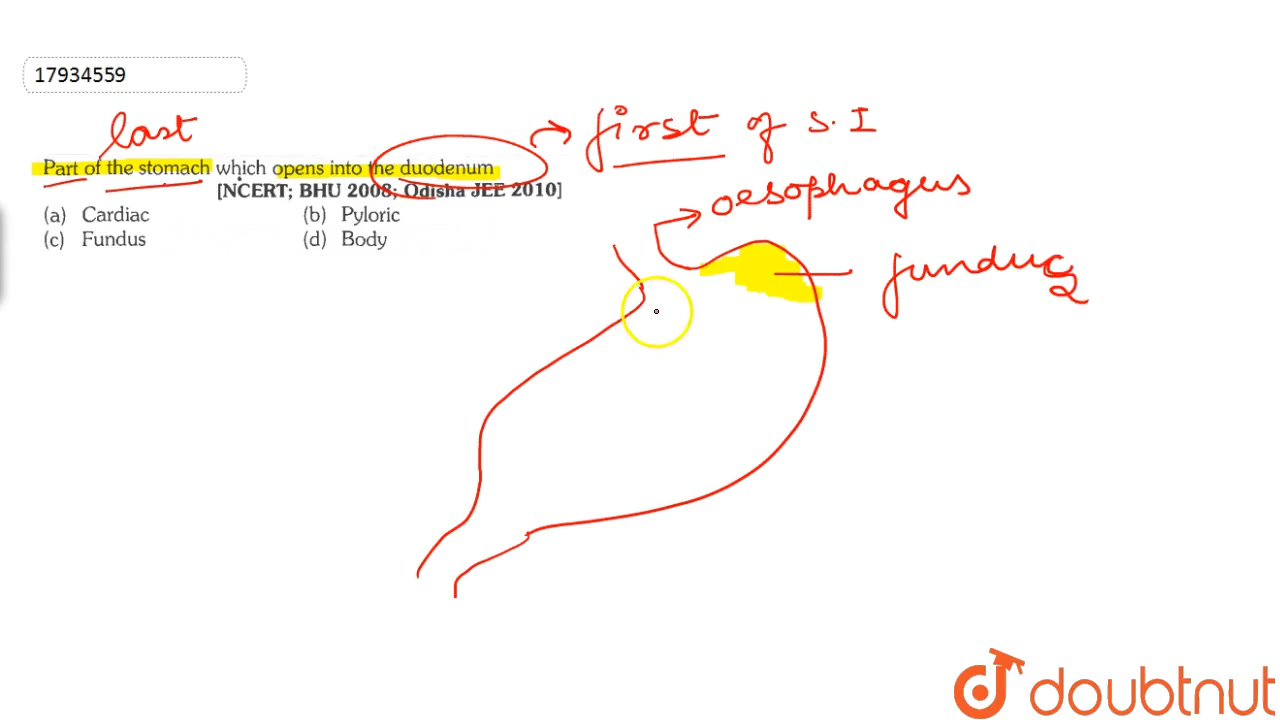 17934559
last
first of S.I
Part of the stomach which opens into the duodenum
[NCERT; BHU 2008; Odisha JEE 2010]
oesophagus
(a) Cardiac (b) Pyloric
(c) Fundus (d) Body
fundus
doubtnut